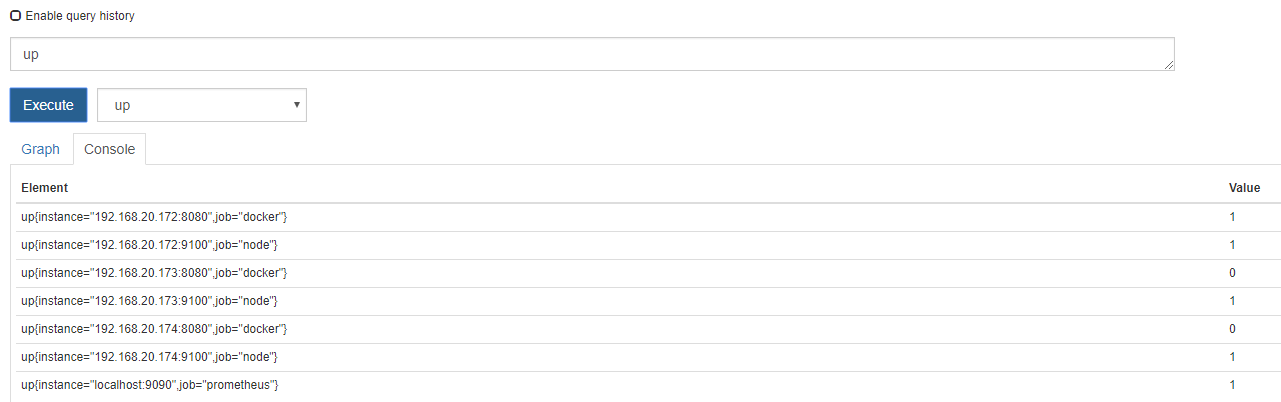 Enable query history
up
Execute up
Graph Console
Element Value
up{instance="192.168.20.172:8080",job="docker"} 1
up{instance="192.168.20.172:9100",job="node"} 1
up{instance="192.168.20.173:8080",job="docker"} 0
up{instance="192.168.20.173:9100",job="node"} 1
up{instance="192.168.20.174:8080",job="docker"} 0
up{instance="192.168.20.174:9100",job="node"} 1
up{instance="localhost:9090",job="prometheus"} 1